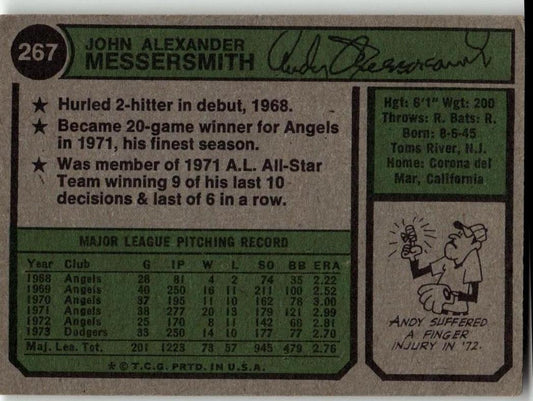 267
JOHN ALEXANDER
MESSERSMITH
Andy Messersmith
★ Hurled 2-hitter in debut, 1968.
★ Became 20-game winner for Angels
in 1971, his finest season.
★ Was member of 1971 A.L. All-Star
Team winning 9 of his last 10
decisions & last of 6 in a row.
Hgt: 6'1" Wgt: 200
Throws: R. Bats: R.
Born: 8-6-45
Toms River, N.J.
Home: Corona del
Mar, California
MAJOR LEAGUE PITCHING RECORD
Year Club G IP W L SO BB ERA
1968 Angels 28 81 4 2 74 35 2.22
1969 Angels 40 250 16 11 211 100 2.52
1970 Angels 37 195 11 10 162 78 3.00
1971 Angels 38 277 20 13 179 121 2.99
1972 Angels 25 170 8 11 142 68 2.81
1973 Dodgers 33 250 14 10 177 77 2.70
Maj. Lea. Tot. 201 1223 73 57 945 479 2.76
* © T.C.G. PRTD. IN U.S.A.
ANDY SUFFERED
A FINGER
INJURY IN '72.